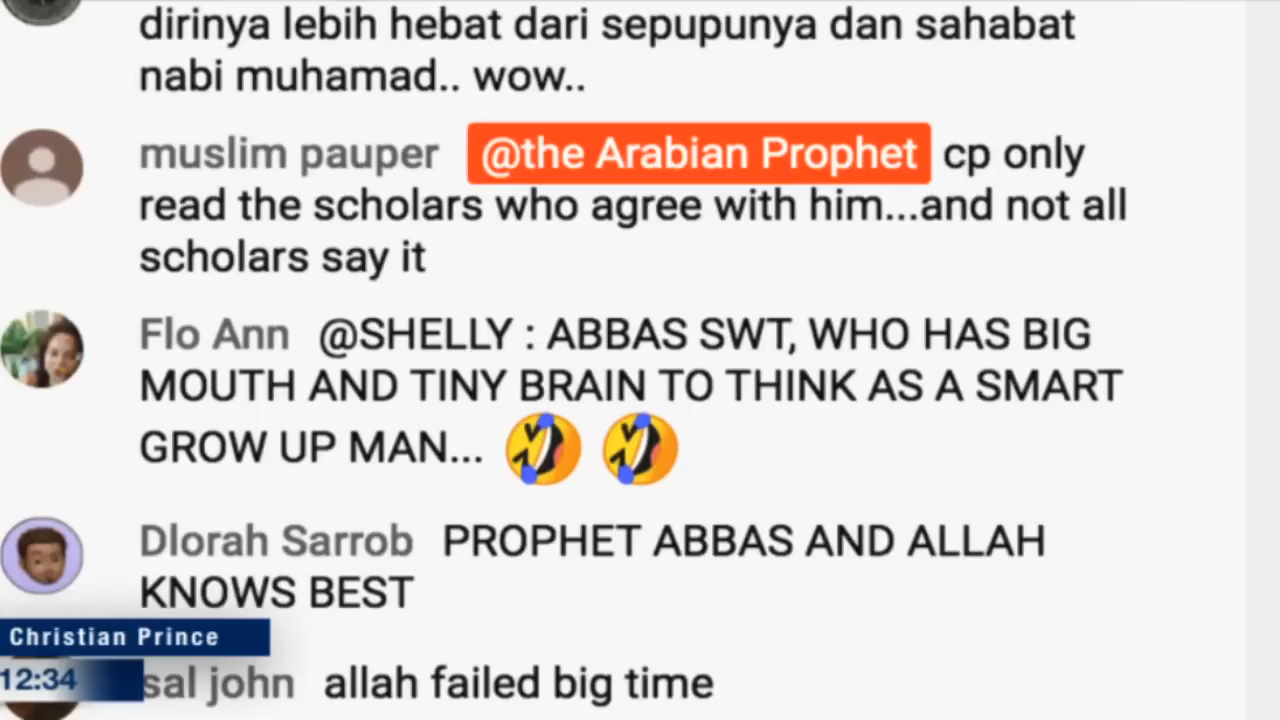 dirinya lebih hebat dari sepupunya dan sahabat
nabi muhamad.. wow..
muslim pauper @the Arabian Prophet cp only
read the scholars who agree with him...and not all
scholars say it
Flo Ann @SHELLY : ABBAS SWT, WHO HAS BIG
MOUTH AND TINY BRAIN TO THINK AS A SMART
GROW UP MAN... 🤣 🤣
Dlorah Sarrob PROPHET ABBAS AND ALLAH
KNOWS BEST
Christian Prince
12:34
sal john allah failed big time